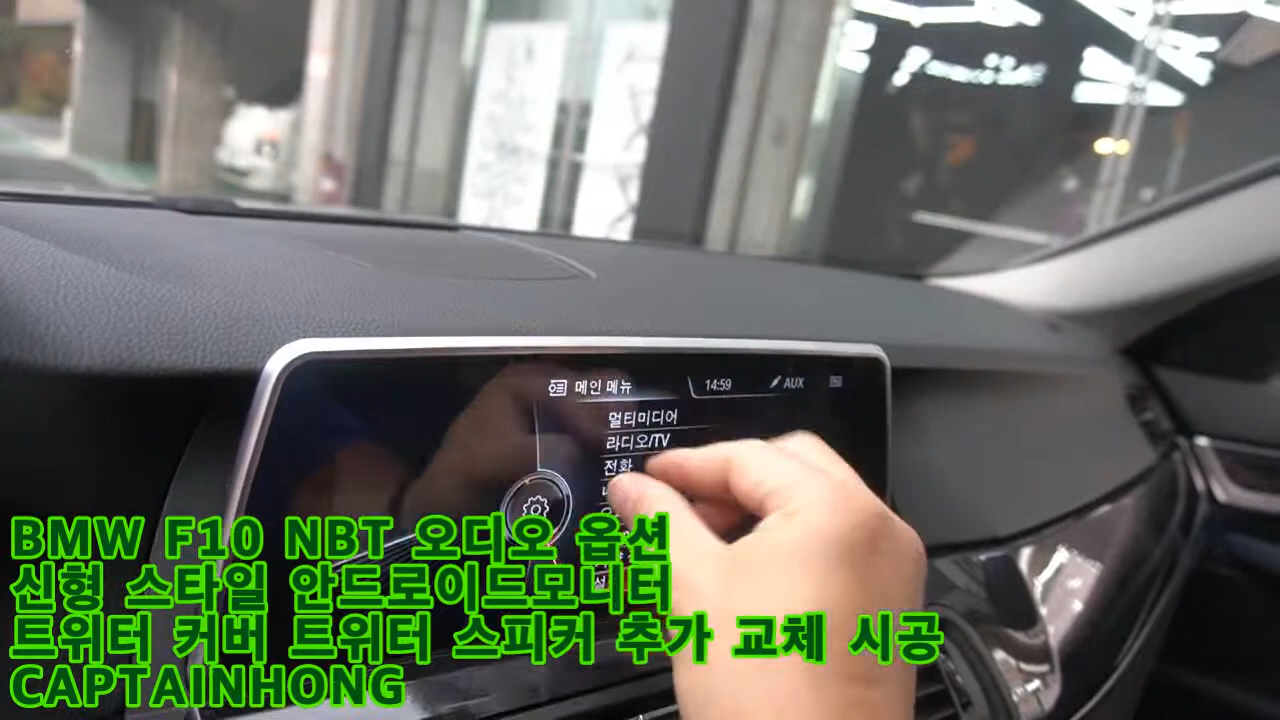 메인 메뉴
14:59
AUX
멀티미디어
라디오/TV
전화
BMW F10 NBT 오디오 옵션
신형 스타일 안드로이드모니터
트위터 커버 트위터 스피커 추가 교체 시공
CAPTAINHONG